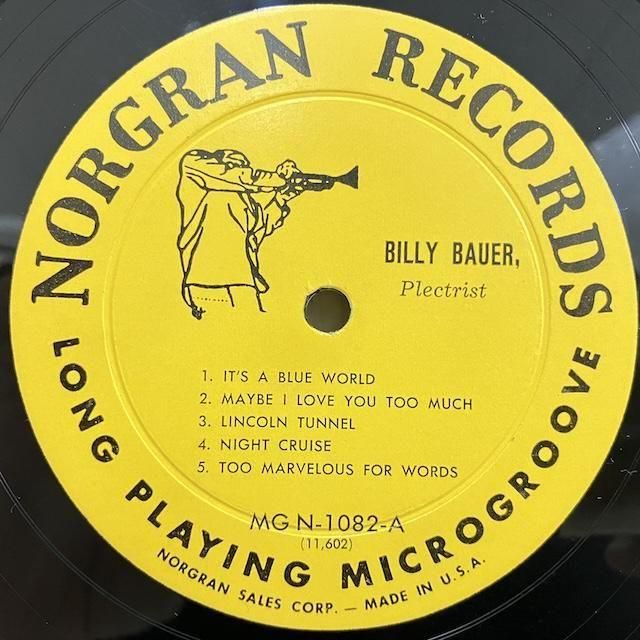 NORGRAN RECORDS
BILLY BAUER,
Plectrist
1. IT'S A BLUE WORLD
2. MAYBE I LOVE YOU TOO MUCH
3. LINCOLN TUNNEL
4. NIGHT CRUISE
5. TOO MARVELOUS FOR WORDS
MG N-1082-A
(11,602)
LONG PLAYING MICROGROOVE
NORGRAN SALES CORP. — MADE IN U.S.A.